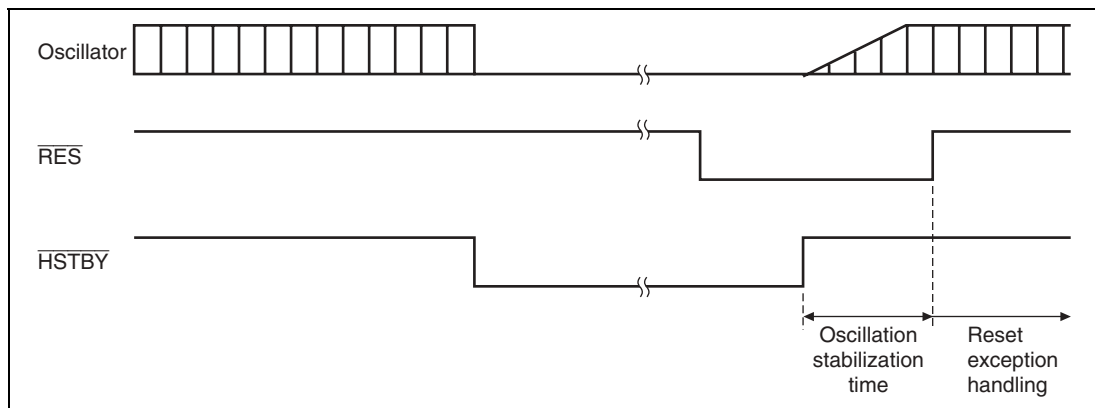 Oscillator
RES
HSTBY
Oscillation
stabilization
time
Reset
exception
handling